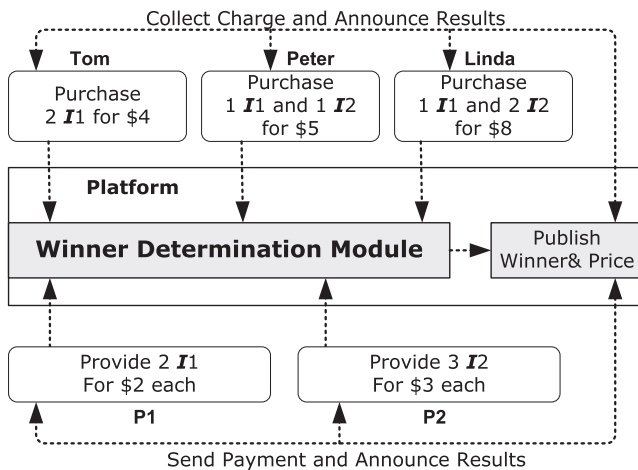 Collect Charge and Announce Results
Tom
Peter
Linda
Purchase
2 I1 for $4
Purchase
1 I1 and 1 I2
for $5
Purchase
1 I1 and 2 I2
for $8
Platform
Winner Determination Module
Publish
Winner& Price
Provide 2 I1
For $2 each
Provide 3 I2
For $3 each
P1
P2
Send Payment and Announce Results